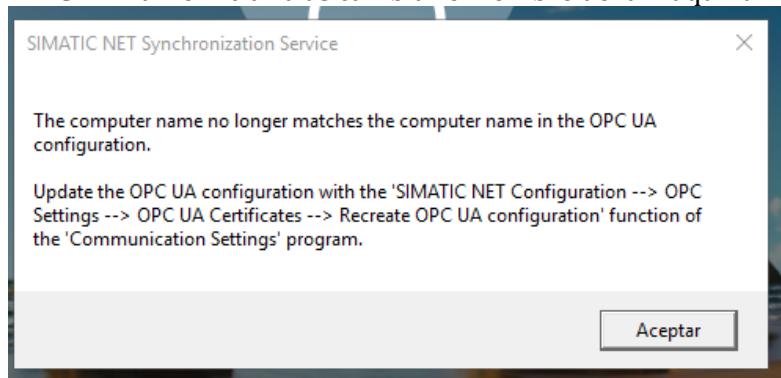 SIMATIC NET Synchronization Service
The computer name no longer matches the computer name in the OPC UA
configuration.
Update the OPC UA configuration with the 'SIMATIC NET Configuration --> OPC
Settings --> OPC UA Certificates --> Recreate OPC UA configuration' function of
the 'Communication Settings' program.
Aceptar